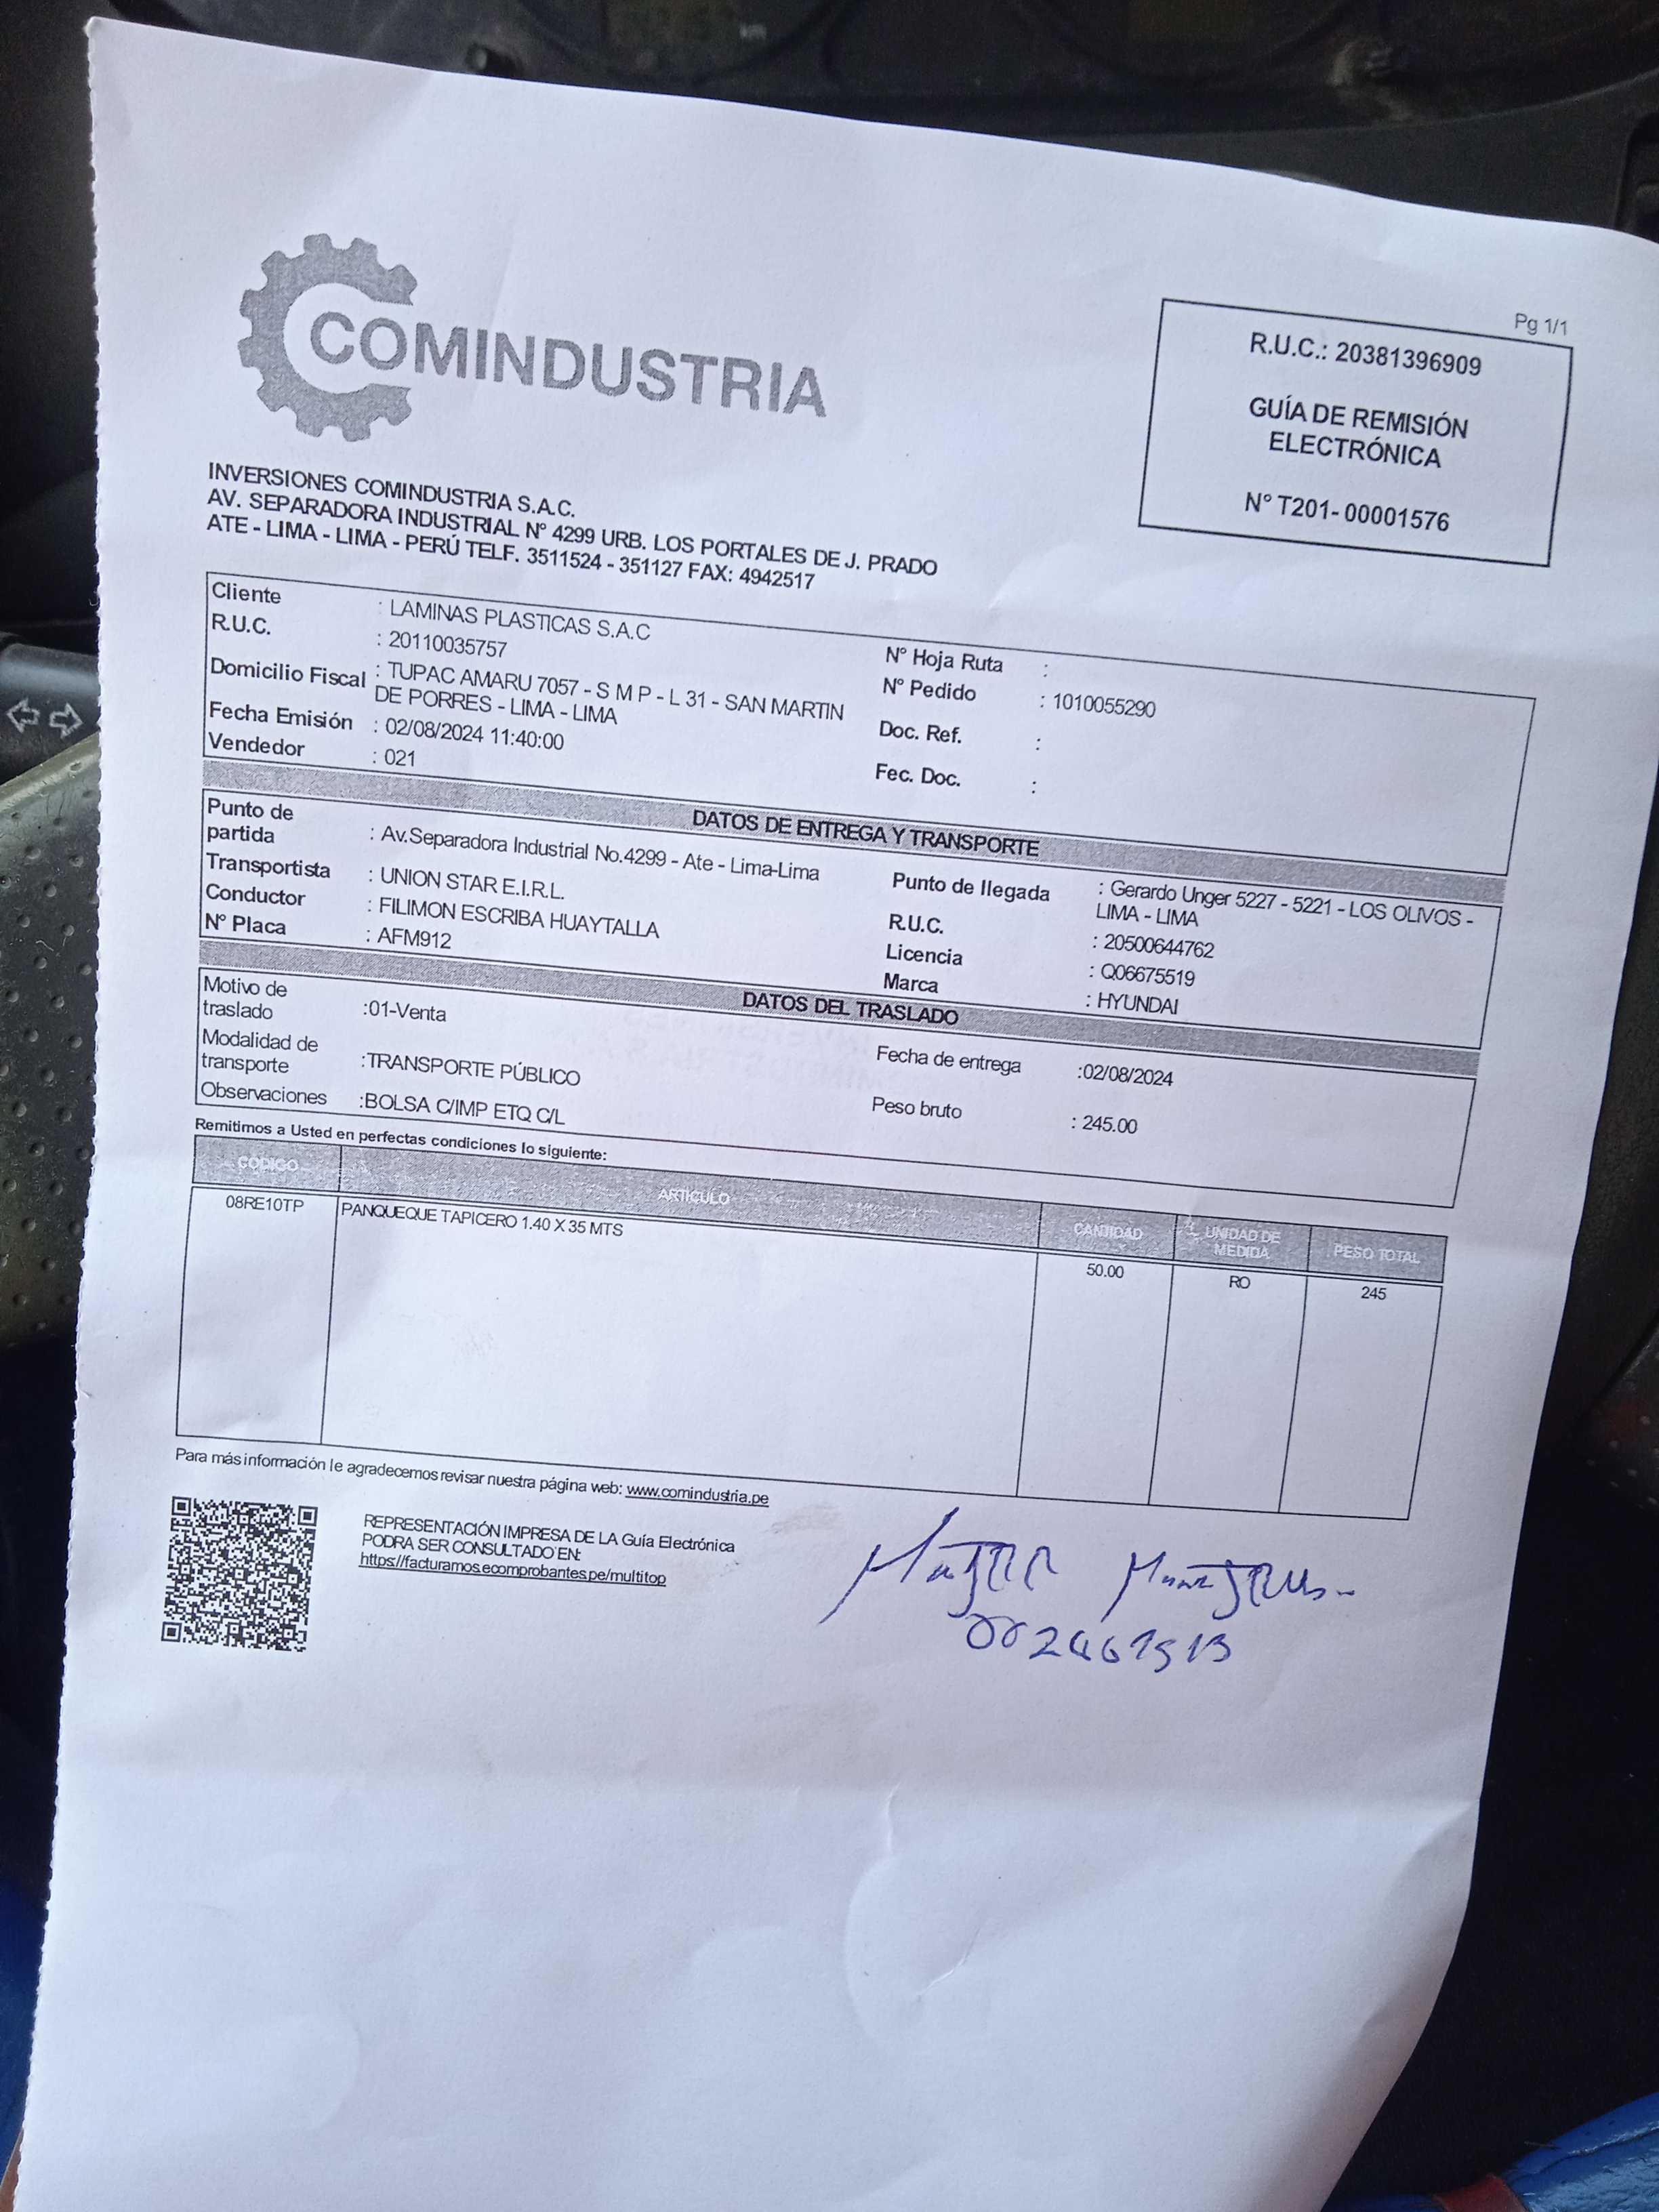 Pg 1/1
COMINDUSTRIA
R.U.C.: 20381396909
GUÍA DE REMISIÓN
ELECTRÓNICA
N° T201- 00001576
INVERSIONES COMINDUSTRIA S.A.C.
AV. SEPARADORA INDUSTRIAL N° 4299 URB. LOS PORTALES DE J. PRADO
ATE - LIMA - LIMA - PERÚ TELF. 3511524 - 351127 FAX: 4942517
Cliente : LAMINAS PLASTICAS S.A.C
R.U.C. : 20110035757
Domicilio Fiscal : TUPAC AMARU 7057 - S M P - L 31 - SAN MARTIN
DE PORRES - LIMA - LIMA
Fecha Emisión : 02/08/2024 11:40:00
Vendedor : 021
N° Hoja Ruta :
N° Pedido : 1010055290
Doc. Ref. :
Fec. Doc. :
DATOS DE ENTREGA Y TRANSPORTE
Punto de
partida : Av.Separadora Industrial No.4299 - Ate - Lima-Lima
Transportista : UNION STAR E.I.R.L.
Conductor : FILIMON ESCRIBA HUAYTALLA
N° Placa : AFM912
Punto de llegada : Gerardo Unger 5227 - 5221 - LOS OLIVOS -
LIMA - LIMA
R.U.C. : 20500644762
Licencia : Q06675519
Marca : HYUNDAI
DATOS DEL TRASLADO
Motivo de
traslado :01-Venta
Modalidad de
transporte :TRANSPORTE PÚBLICO
Observaciones :BOLSA C/IMP ETQ C/L
Fecha de entrega :02/08/2024
Peso bruto : 245.00
Remitimos a Usted en perfectas condiciones lo siguiente:
CODIGO ARTICULO CANTIDAD UNIDAD DE MEDIDA PESO TOTAL
08RE10TP PANQUEQUE TAPICERO 1.40 X 35 MTS 50.00 RO 245
Para más información le agradecemos revisar nuestra página web: www.comindustria.pe
REPRESENTACIÓN IMPRESA DE LA Guía Electrónica
PODRA SER CONSULTADO EN:
https://facturamos.ecomprobantes.pe/multitop